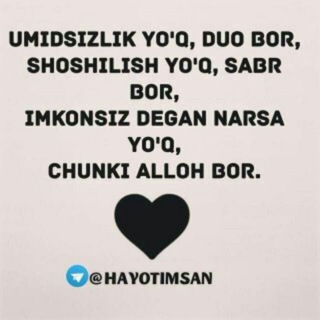 UMIDSIZLIK YO'Q, DUO BOR,
SHOSHILISH YO'Q, SABR
BOR,
IMKONSIZ DEGAN NARSA
YO'Q,
CHUNKI ALLOH BOR.
@HAYOTIMSAN